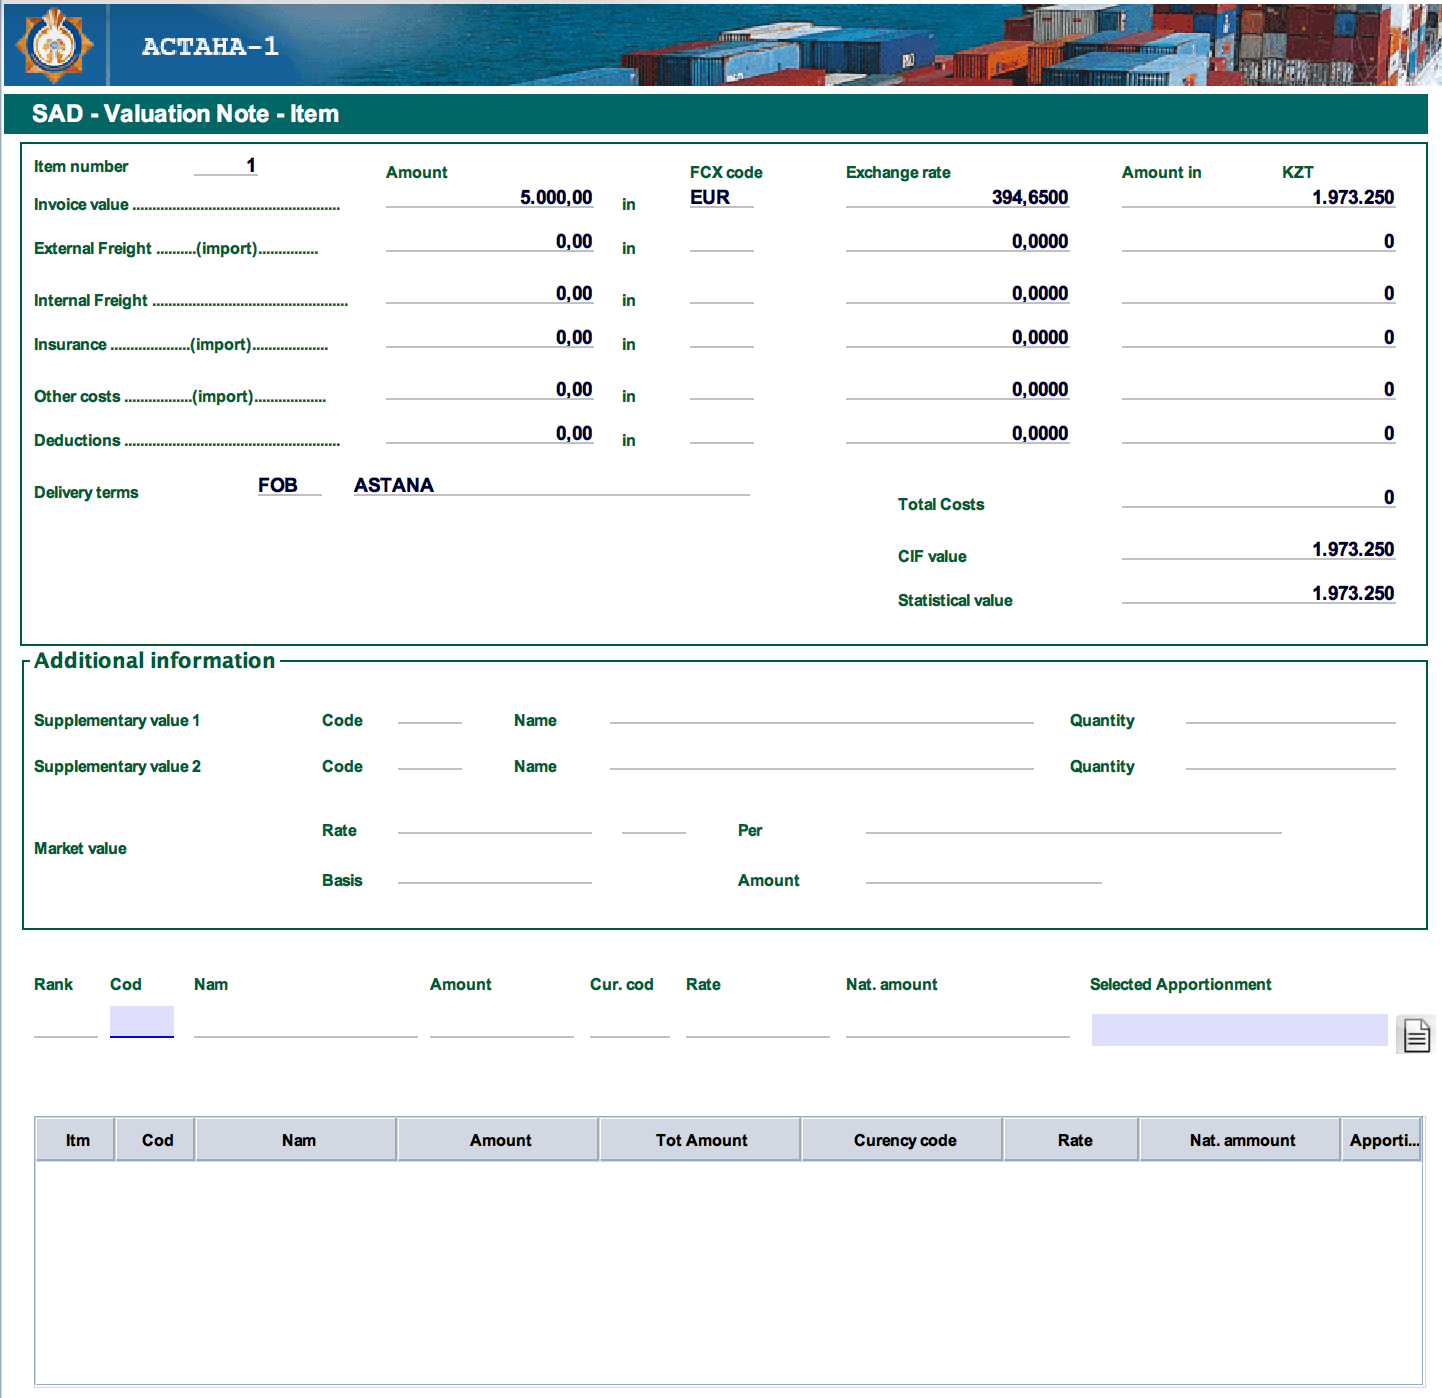 АСТАНА-1
SAD - Valuation Note - Item
Item number 1 Amount FCX code Exchange rate Amount in KZT
Invoice value .................................................... 5.000,00 in EUR 394,6500 1.973.250
External Freight ..........(import)............... 0,00 in 0,0000 0
Internal Freight ................................................. 0,00 in 0,0000 0
Insurance ....................(import)................... 0,00 in 0,0000 0
Other costs .................(import).................. 0,00 in 0,0000 0
Deductions ...................................................... 0,00 in 0,0000 0
Delivery terms FOB ASTANA
Total Costs 0
CIF value 1.973.250
Statistical value 1.973.250
Additional information
Supplementary value 1 Code Name Quantity
Supplementary value 2 Code Name Quantity
Rate Per
Market value
Basis Amount
Rank Cod Nam Amount Cur. cod Rate Nat. amount Selected Apportionment
Itm Cod Nam Amount Tot Amount Curency code Rate Nat. ammount Apporti...